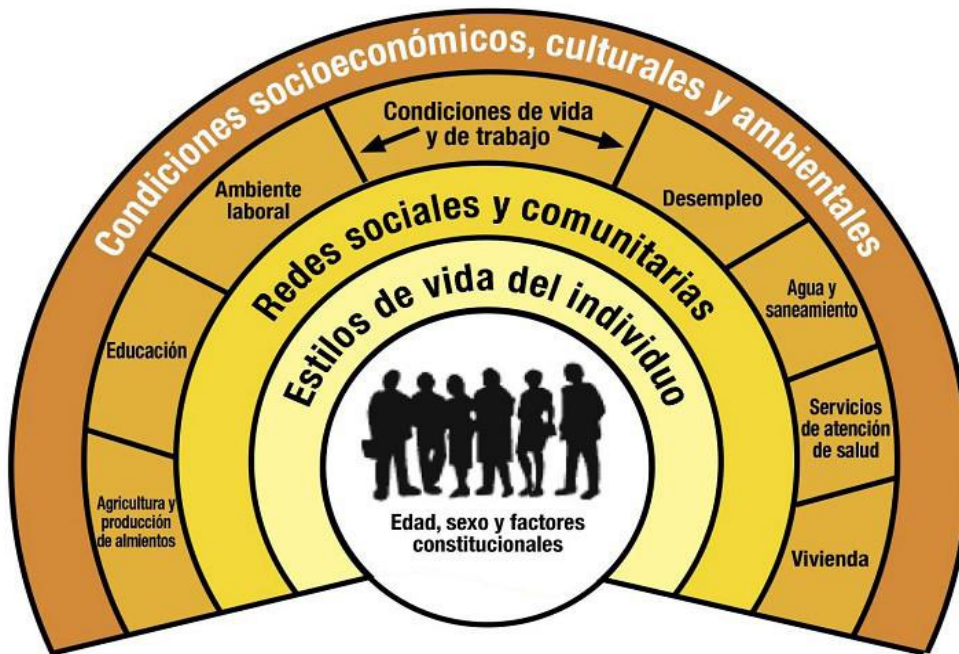 Condiciones socioeconómicos, culturales y ambientales
Condiciones de vida
y de trabajo
Ambiente
laboral
Desempleo
Redes sociales y comunitarias
Agua y
saneamiento
Estilos de vida del individuo
Educación
Servicios
de atención
de salud
Agricultura y
producción
de almientos
Edad, sexo y factores
constitucionales
Vivienda